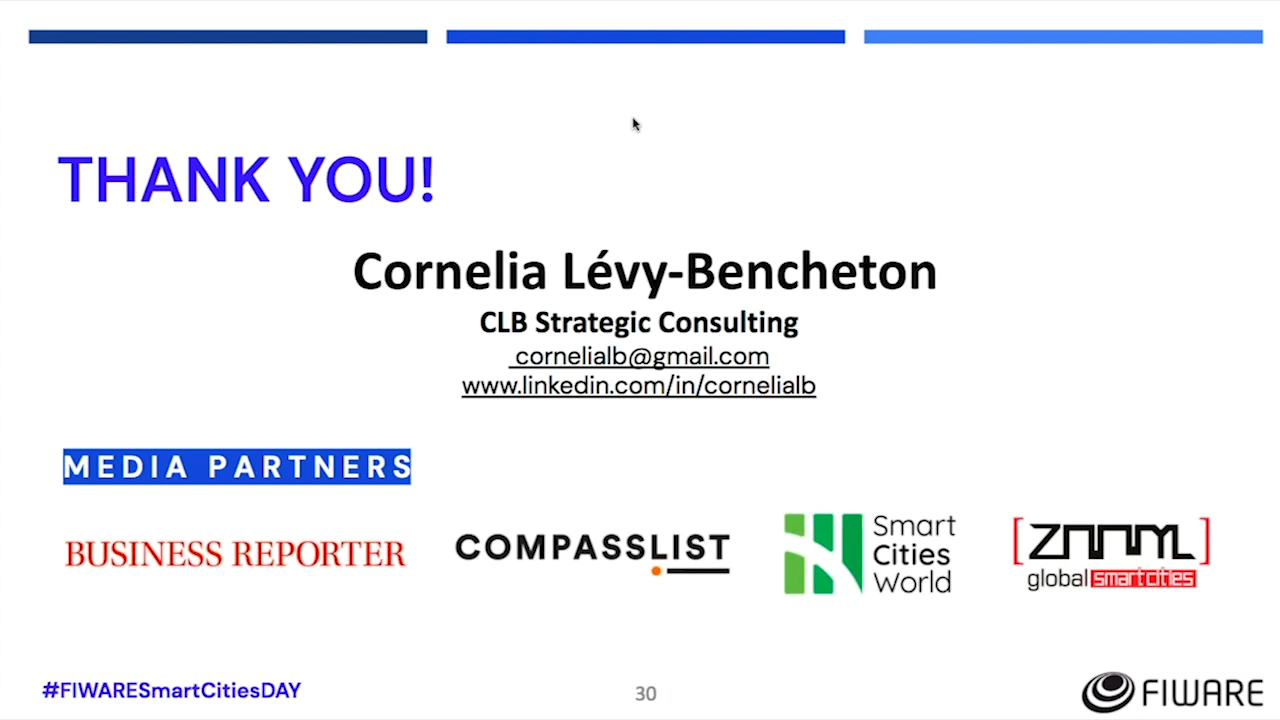 THANK YOU!
Cornelia Lévy-Bencheton
CLB Strategic Consulting
cornelialb@gmail.com
www.linkedin.com/in/cornelialb
MEDIA PARTNERS
BUSINESS REPORTER
COMPASSLIST
Smart
Cities
World
global smartcities
#FIWARESmartCitiesDAY
30
FIWARE